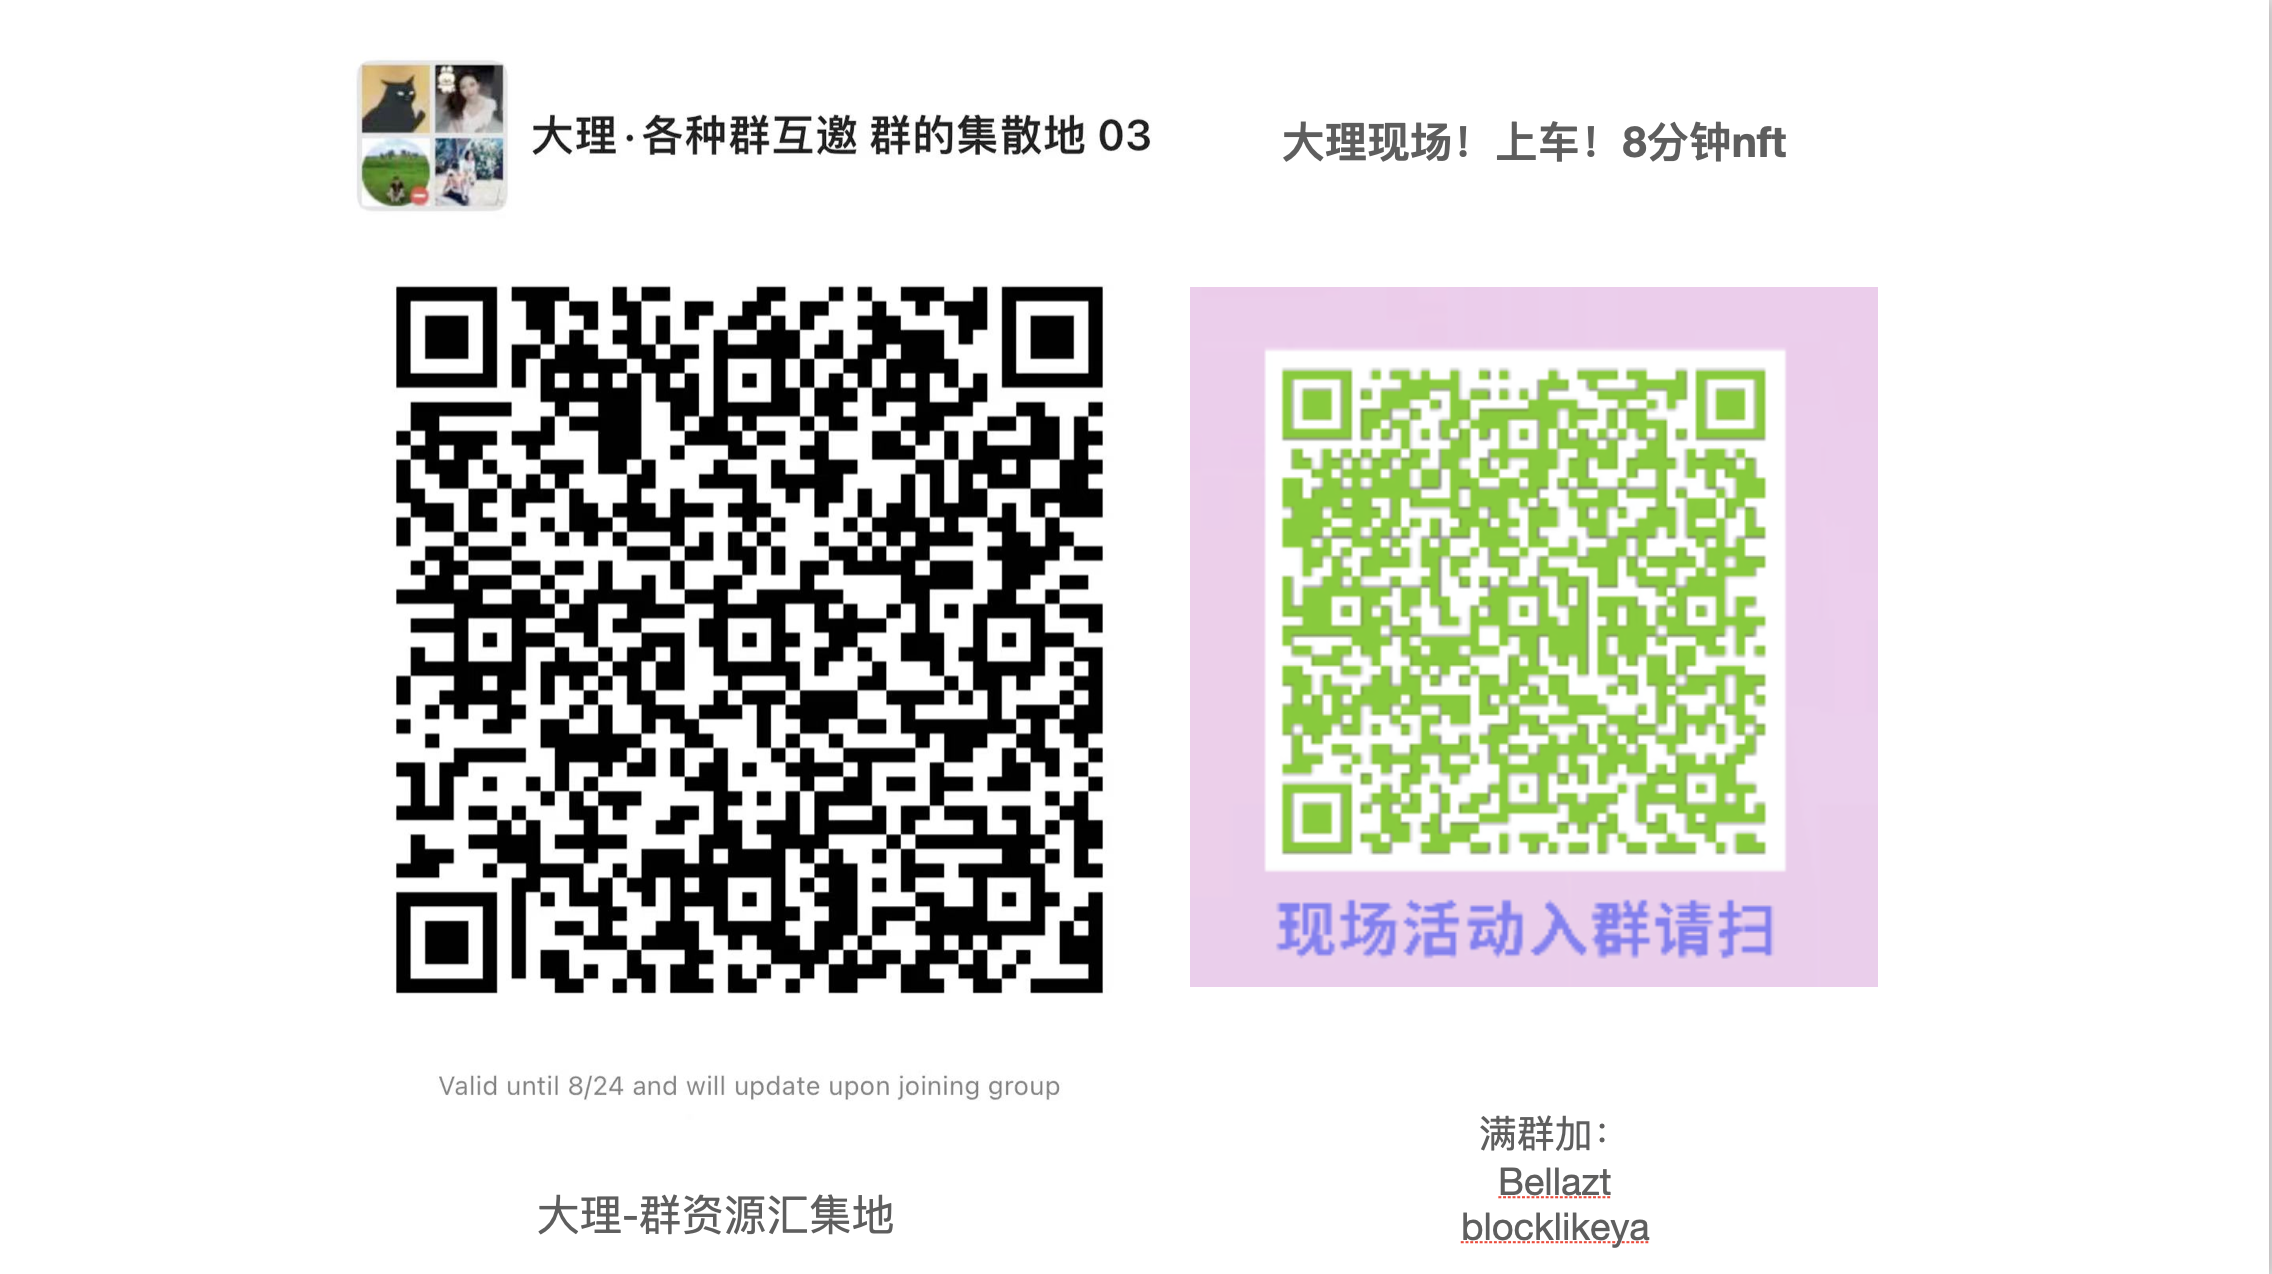 大理·各种群互邀 群的集散地 03
大理现场！上车！8分钟nft
现场活动入群请扫
Valid until 8/24 and will update upon joining group
大理-群资源汇集地
满群加：
Bellazt
blocklikeya